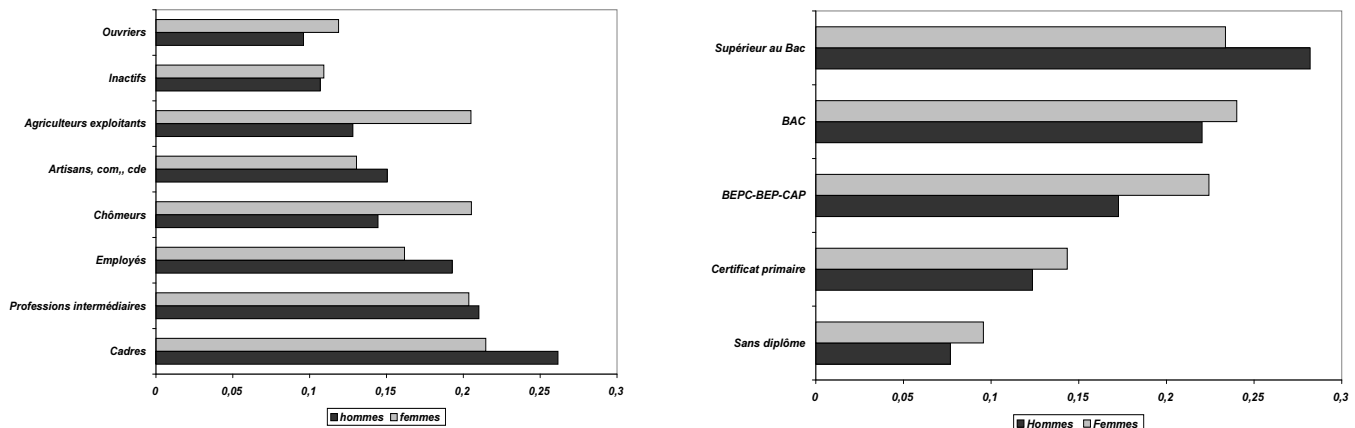 Ouvriers
Inactifs
Agriculteurs exploitants
Artisans, com,, cde
Chômeurs
Employés
Professions intermédiaires
Cadres
0 0,05 0,1 0,15 0,2 0,25 0,3
hommes femmes
Supérieur au Bac
BAC
BEPC-BEP-CAP
Certificat primaire
Sans diplôme
0 0,05 0,1 0,15 0,2 0,25 0,3
Hommes Femmes